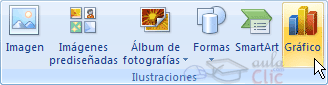 Imagen
Imágenes prediseñadas
Álbum de fotografías
Formas
SmartArt
Gráfico
Ilustraciones
aula
Clic